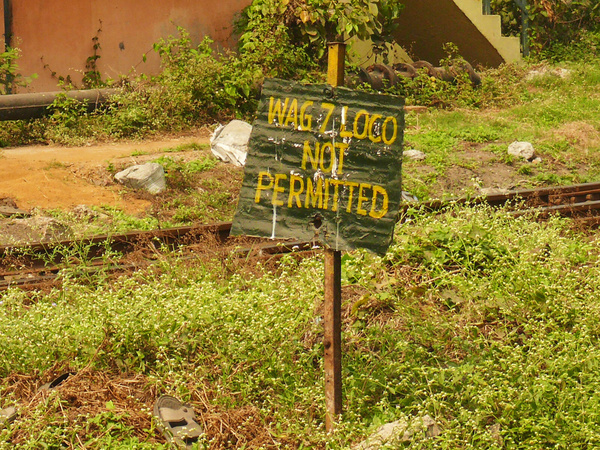 WAG 7 LOCO
NOT
PERMITTED